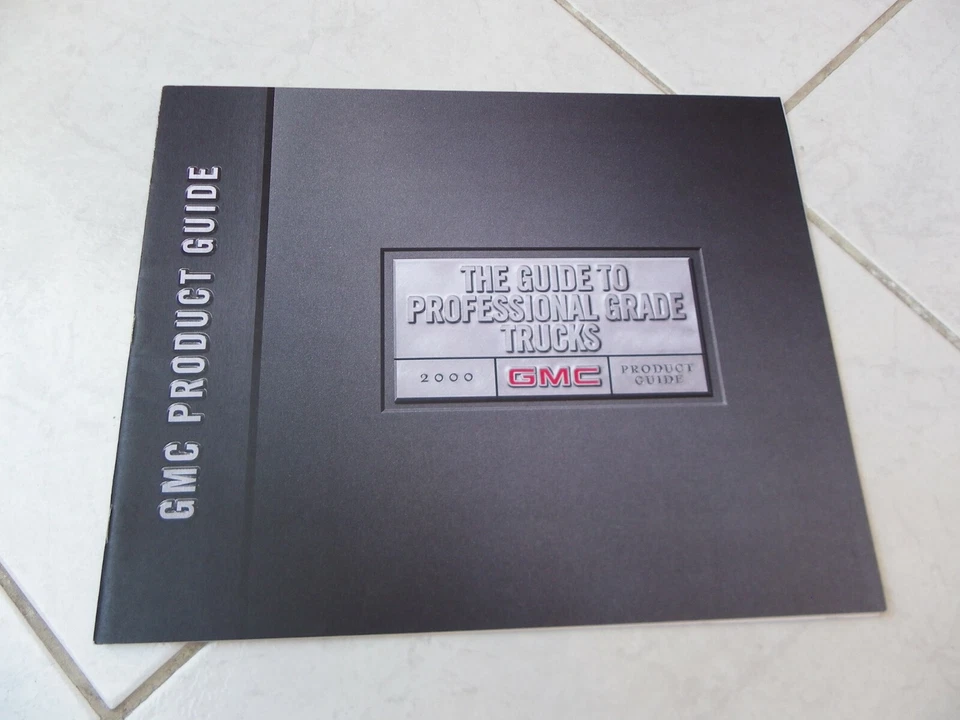 GMC PRODUCT GUIDE
THE GUIDE TO
PROFESSIONAL GRADE
TRUCKS
2000
GMC
PRODUCT
GUIDE